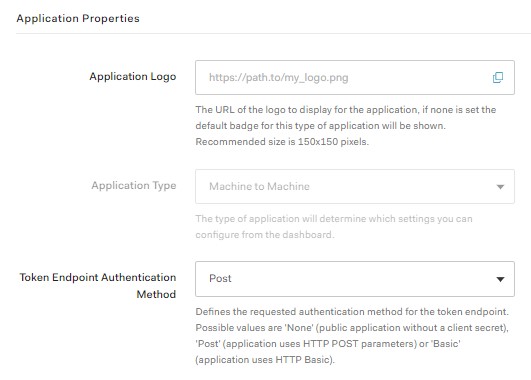 Application Properties
Application Logo
https://path.to/my_logo.png
The URL of the logo to display for the application, if none is set the
default badge for this type of application will be shown.
Recommended size is 150x150 pixels.
Application Type
Machine to Machine
The type of application will determine which settings you can
configure from the dashboard.
Token Endpoint Authentication
Method
Post
Defines the requested authentication method for the token endpoint.
Possible values are 'None' (public application without a client secret),
'Post' (application uses HTTP POST parameters) or 'Basic'
(application uses HTTP Basic).